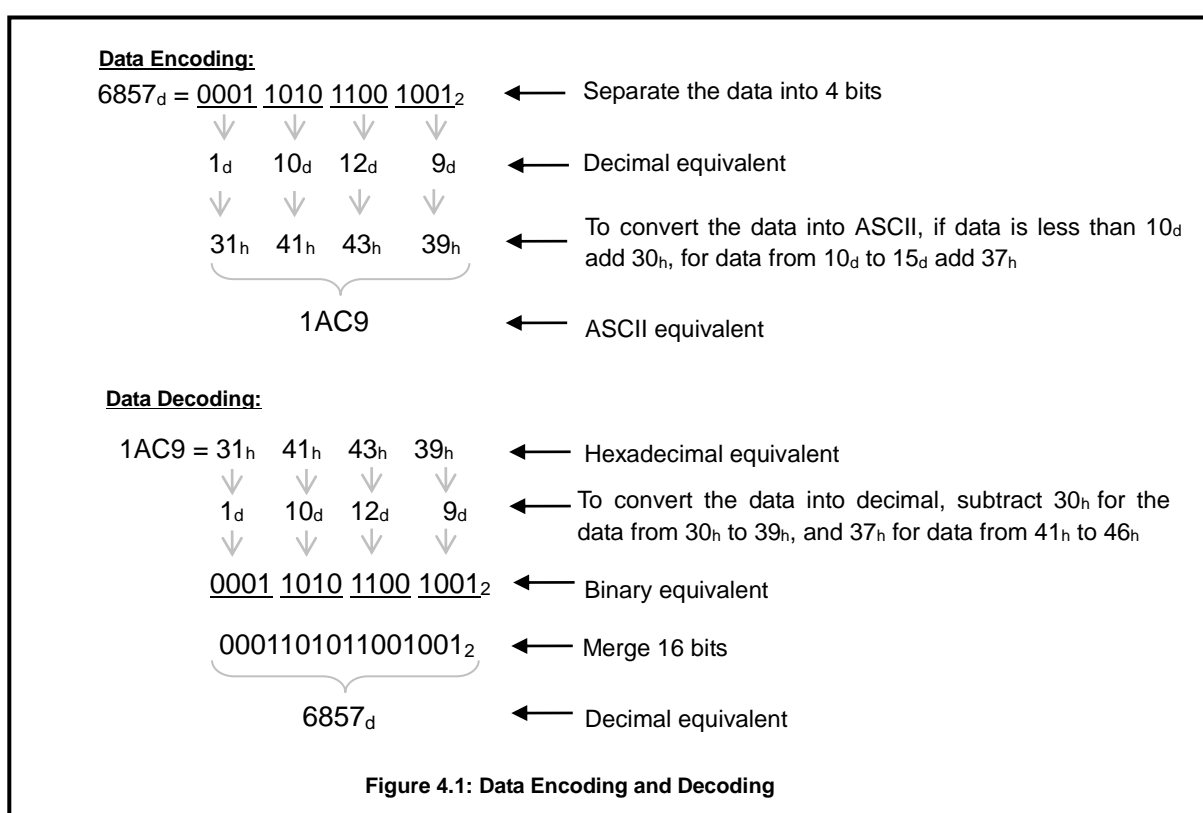 Data Encoding:
6857d = 0001 1010 1100 10012
Separate the data into 4 bits
1d 10d 12d 9d
Decimal equivalent
31h 41h 43h 39h
To convert the data into ASCII, if data is less than 10d
add 30h, for data from 10d to 15d add 37h
1AC9
ASCII equivalent
Data Decoding:
1AC9 = 31h 41h 43h 39h
Hexadecimal equivalent
1d 10d 12d 9d
To convert the data into decimal, subtract 30h for the
data from 30h to 39h, and 37h for data from 41h to 46h
0001 1010 1100 10012
Binary equivalent
00011010110010012
Merge 16 bits
6857d
Decimal equivalent
Figure 4.1: Data Encoding and Decoding